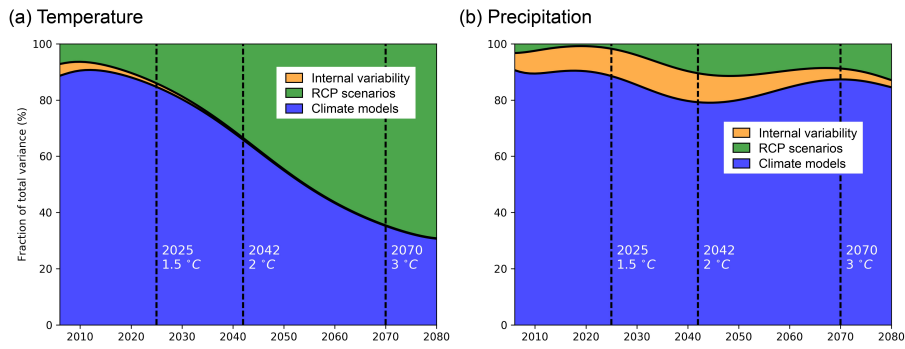 (a) Temperature
Fraction of total variance (%)
100
80
60
40
20
0
Internal variability
RCP scenarios
Climate models
2025
1.5 °C
2042
2 °C
2070
3 °C
2010 2020 2030 2040 2050 2060 2070 2080
(b) Precipitation
100
80
60
40
20
0
Internal variability
RCP scenarios
Climate models
2025
1.5 °C
2042
2 °C
2070
3 °C
2010 2020 2030 2040 2050 2060 2070 2080